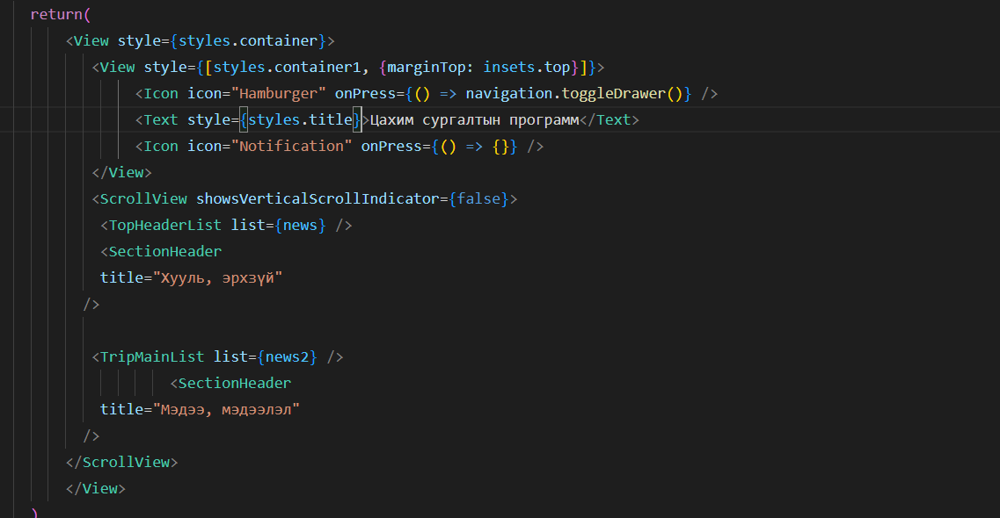 return(
<View style={styles.container}>
<View style={[styles.container1, {marginTop: insets.top}]}>
<Icon icon="Hamburger" onPress={() => navigation.toggleDrawer()} />
<Text style={styles.title}>Цахим сургалтын программ</Text>
<Icon icon="Notification" onPress={() => {}} />
</View>
<ScrollView showsVerticalScrollIndicator={false}>
<TopHeaderList list={news} />
<SectionHeader
title="Хууль, эрхзүй"
/>
<TripMainList list={news2} />
<SectionHeader
title="Мэдээ, мэдээлэл"
/>
</ScrollView>
</View>
)